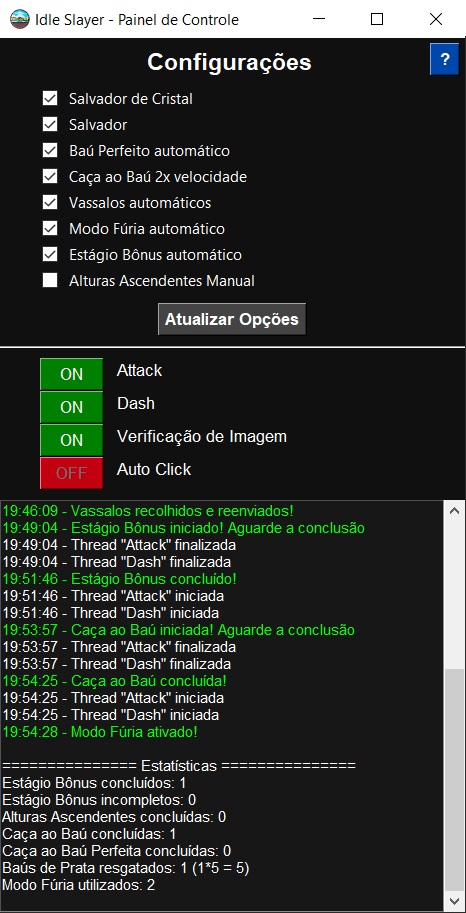 Idle Slayer - Painel de Controle
Configurações
?
Salvador de Cristal
Salvador
Baú Perfeito automático
Caça ao Baú 2x velocidade
Vassalos automáticos
Modo Fúria automático
Estágio Bônus automático
Alturas Ascendentes Manual
Atualizar Opções
ON Attack
ON Dash
ON Verificação de Imagem
OFF Auto Click
19:46:09 - Vassalos recolhidos e reenviados!
19:49:04 - Estágio Bônus iniciado! Aguarde a conclusão
19:49:04 - Thread "Attack" finalizada
19:49:04 - Thread "Dash" finalizada
19:51:46 - Estágio Bônus concluído!
19:51:46 - Thread "Attack" iniciada
19:51:46 - Thread "Dash" iniciada
19:53:57 - Caça ao Baú iniciada! Aguarde a conclusão
19:53:57 - Thread "Attack" finalizada
19:53:57 - Thread "Dash" finalizada
19:54:25 - Caça ao Baú concluída!
19:54:25 - Thread "Attack" iniciada
19:54:25 - Thread "Dash" iniciada
19:54:28 - Modo Fúria ativado!
=============== Estatísticas ===============
Estágio Bônus concluídos: 1
Estágio Bônus incompletos: 0
Alturas Ascendentes concluídas: 0
Caça ao Baú concluídas: 1
Caça ao Baú Perfeita concluídas: 0
Baús de Prata resgatados: 1 (1*5 = 5)
Modo Fúria utilizados: 2